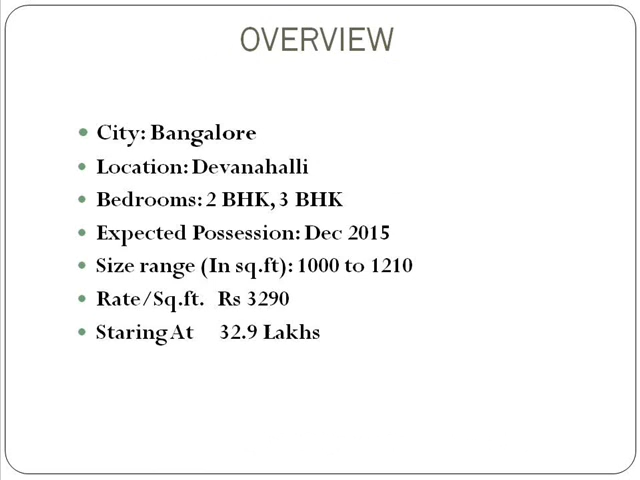 OVERVIEW
City: Bangalore
Location: Devanahalli
Bedrooms: 2 BHK, 3 BHK
Expected Possession: Dec 2015
Size range (In sq.ft): 1000 to 1210
Rate/Sq.ft. Rs 3290
Staring At 32.9 Lakhs